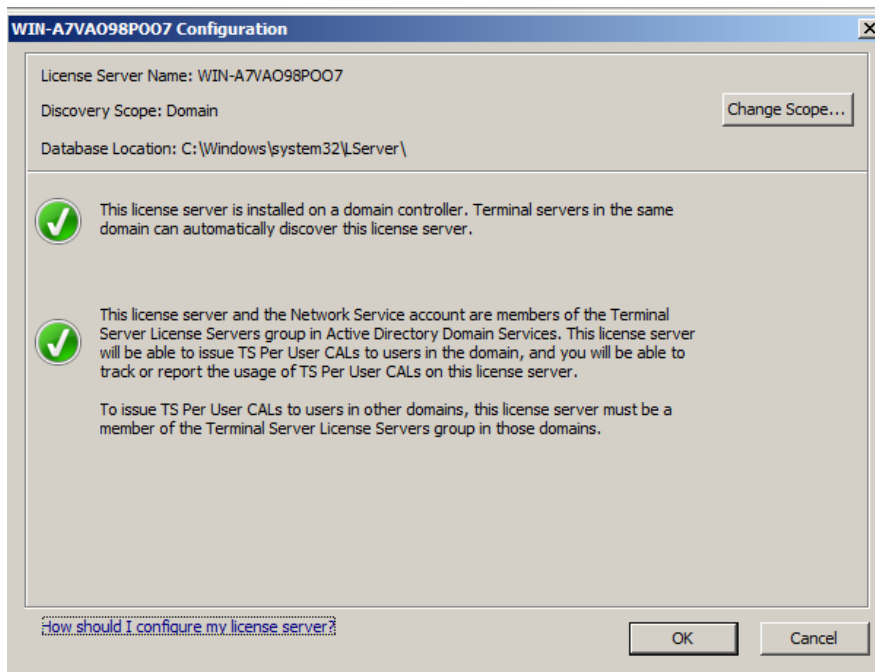 WIN-A7VAO98POO7 Configuration
License Server Name: WIN-A7VAO98POO7
Discovery Scope: Domain
Change Scope...
Database Location: C:\Windows\system32\LServer\
This license server is installed on a domain controller. Terminal servers in the same
domain can automatically discover this license server.
This license server and the Network Service account are members of the Terminal
Server License Servers group in Active Directory Domain Services. This license server
will be able to issue TS Per User CALs to users in the domain, and you will be able to
track or report the usage of TS Per User CALs on this license server.
To issue TS Per User CALs to users in other domains, this license server must be a
member of the Terminal Server License Servers group in those domains.
How should I configure my license server?
OK
Cancel